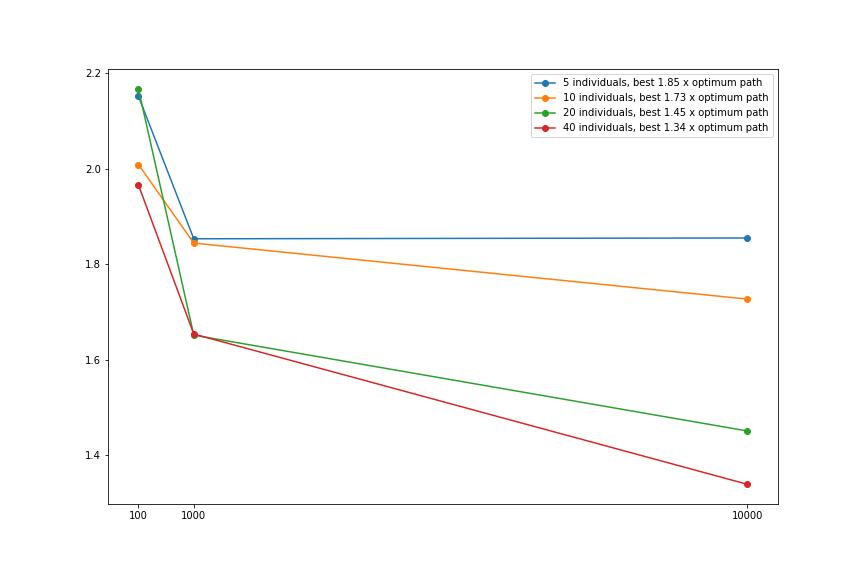 5 individuals, best 1.85 x optimum path
10 individuals, best 1.73 x optimum path
20 individuals, best 1.45 x optimum path
40 individuals, best 1.34 x optimum path
2.2
2.0
1.8
1.6
1.4
100 1000 10000